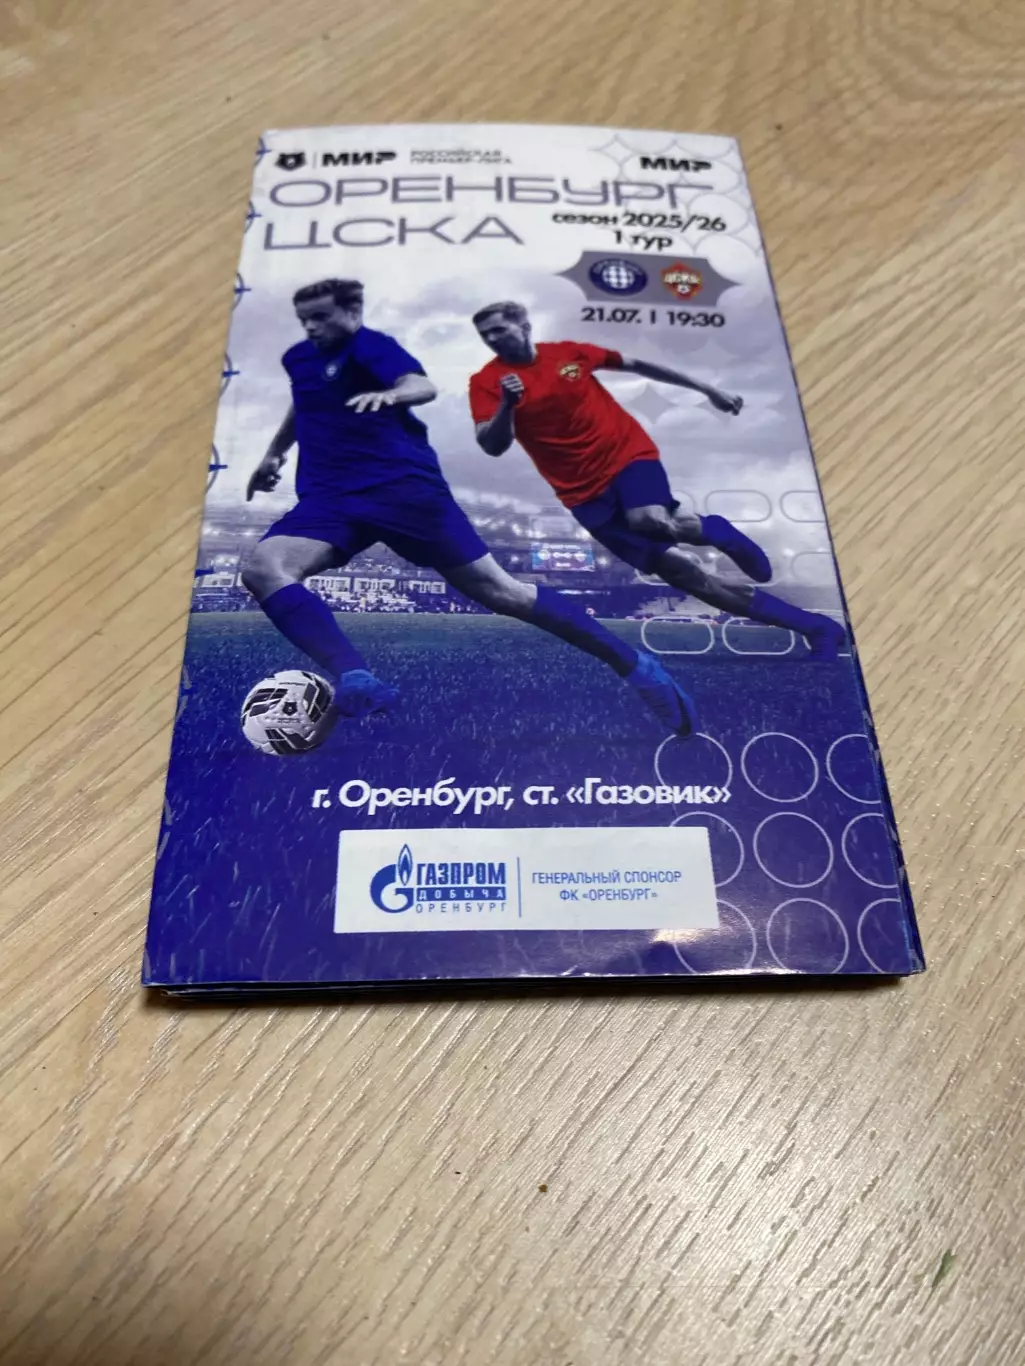 МИР РОССИЙСКАЯ ПРЕМЬЕР-ЛИГА
МИР
ОРЕНБУРГ
ЦСКА
сезон 2025/26
1 тур
21.07. | 19:30
г. Оренбург, ст. «Газовик»
ГАЗПРОМ
ДОБЫЧА
ОРЕНБУРГ
ГЕНЕРАЛЬНЫЙ СПОНСОР
ФК «ОРЕНБУРГ»